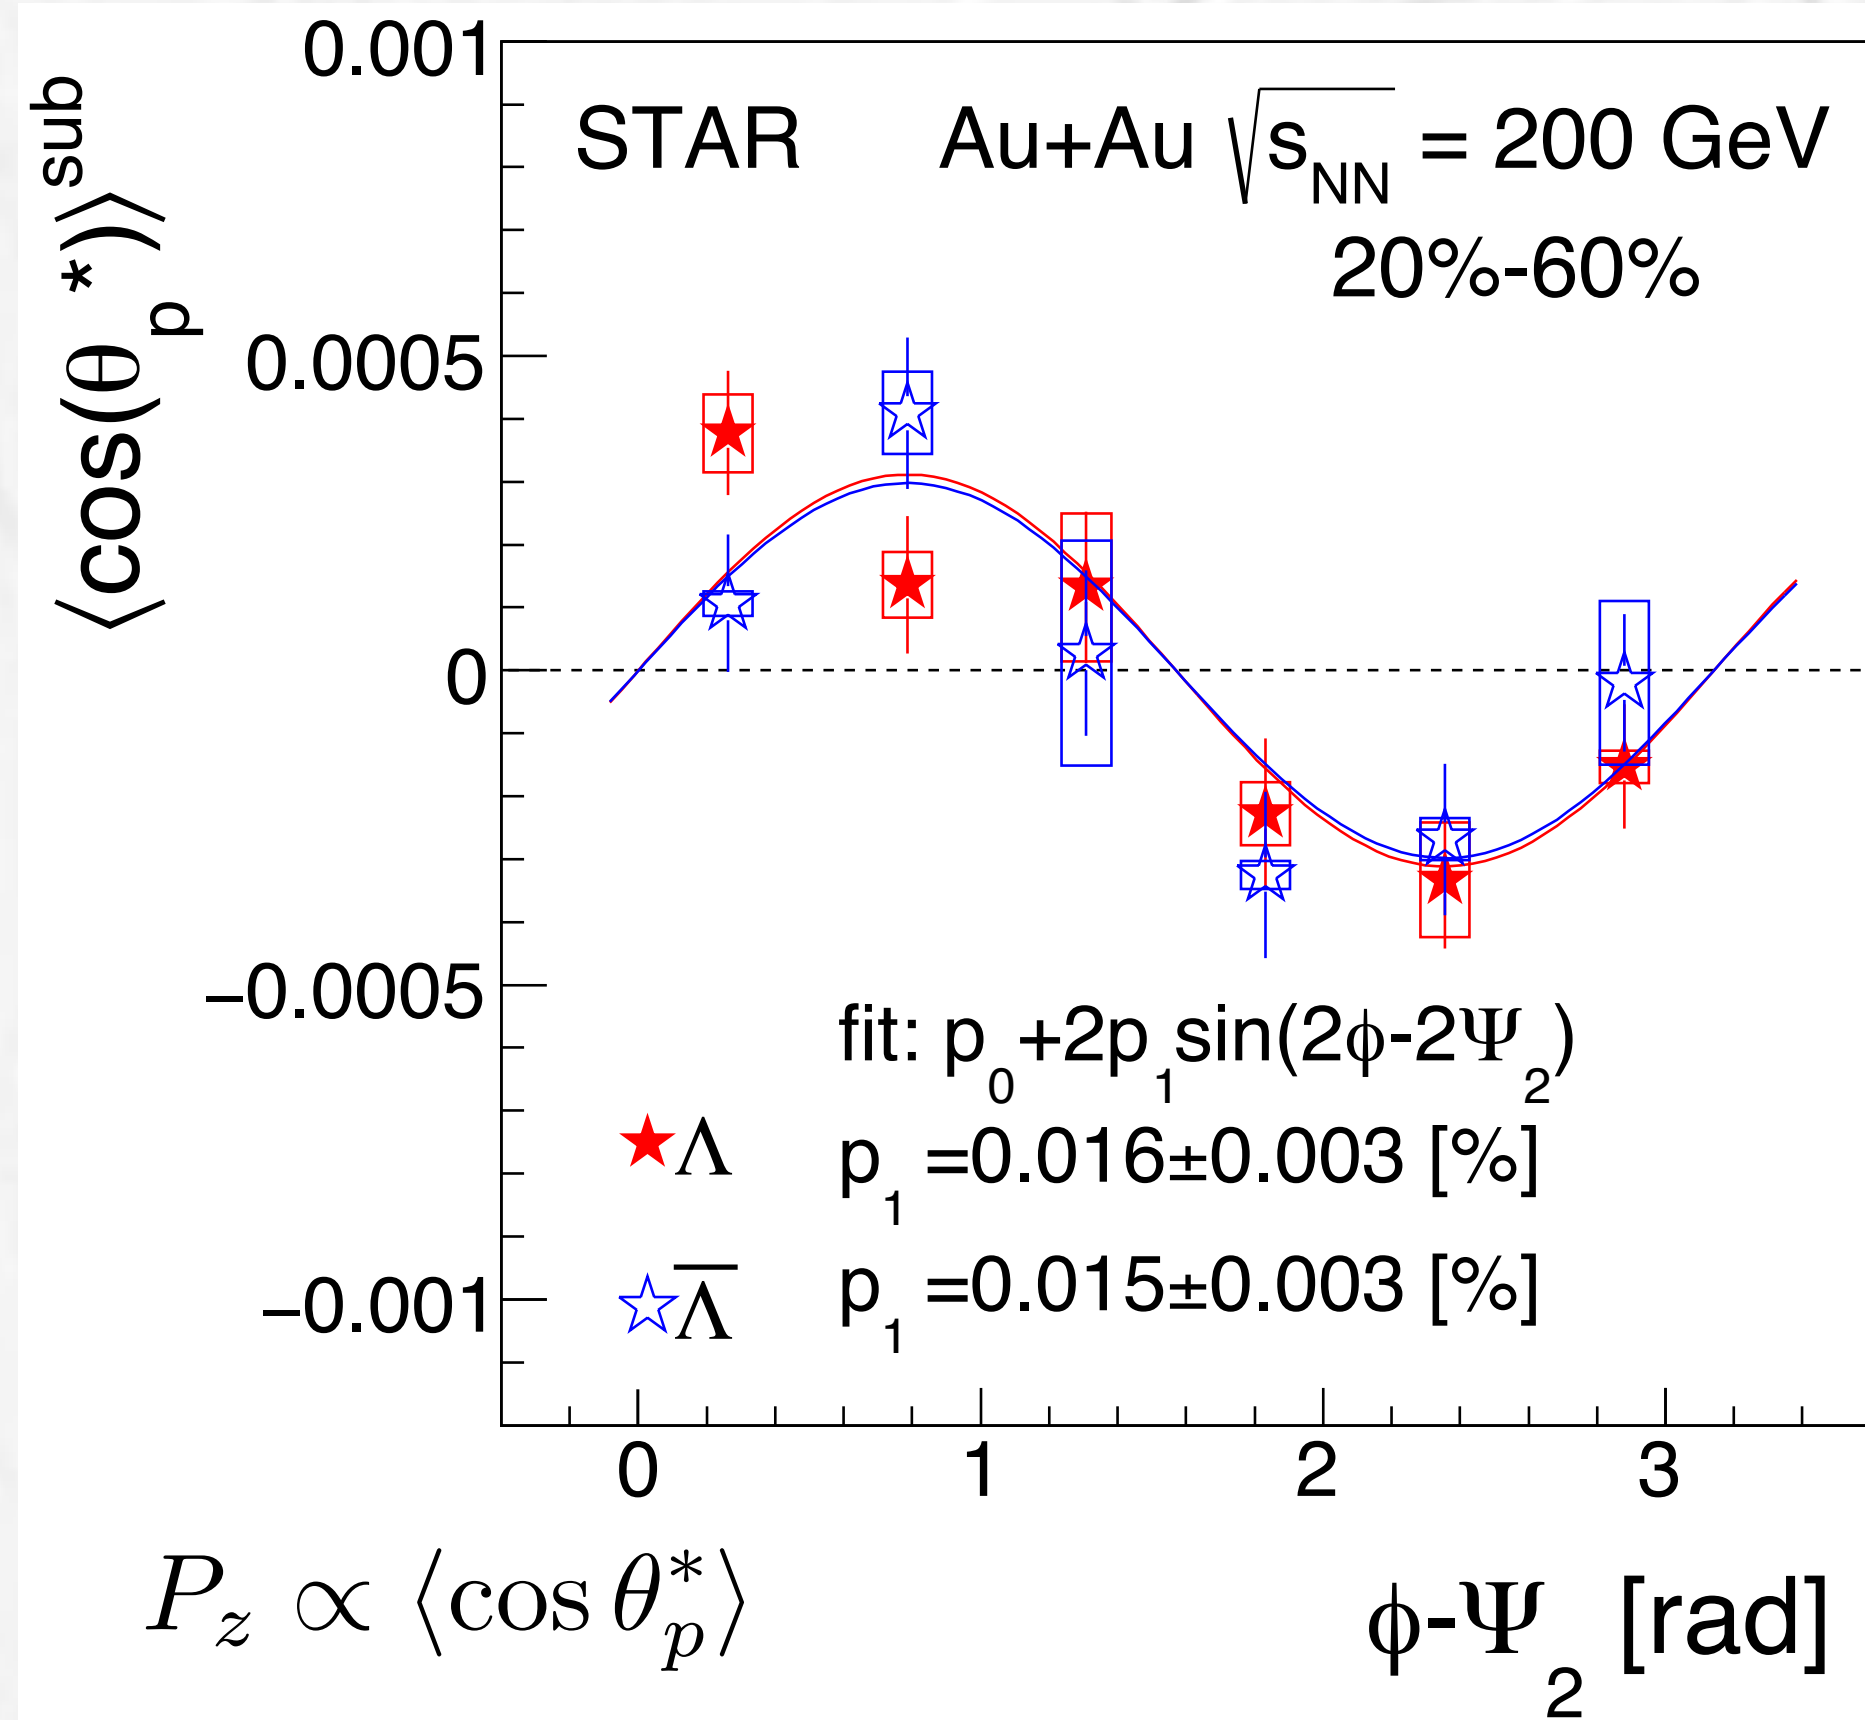 0.001
⟨cos(θp*)⟩^sub
STAR Au+Au √sNN = 200 GeV
20%-60%
0.0005
0
−0.0005
fit: p0+2p1sin(2ϕ-2Ψ2)
Λ p1 =0.016±0.003 [%]
−0.001
Λ̅ p1 =0.015±0.003 [%]
0 1 2 3
Pz ∝ ⟨cos θ*p⟩
ϕ-Ψ2 [rad]